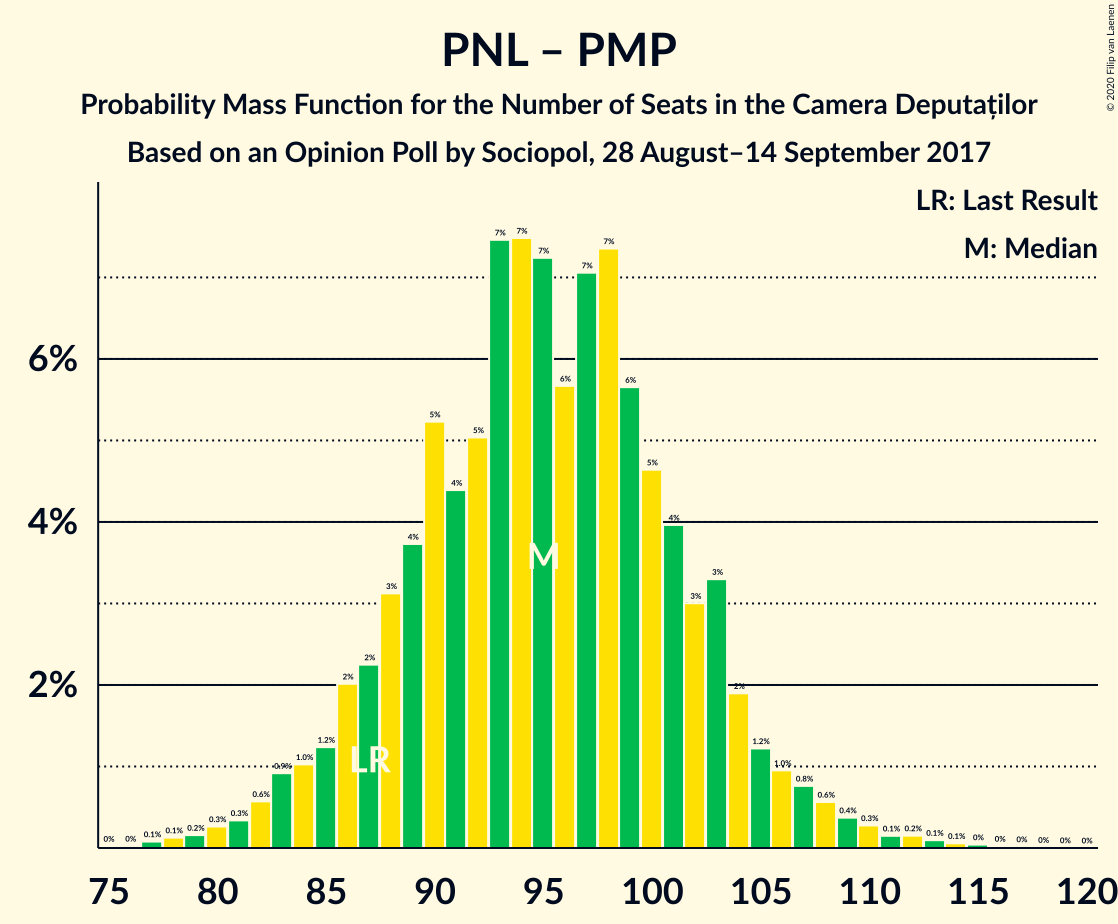 PNL – PMP
Probability Mass Function for the Number of Seats in the Camera Deputaților
Based on an Opinion Poll by Sociopol, 28 August–14 September 2017
© 2020 Filip van Laenen
LR: Last Result
M: Median
6%
4%
2%
0% 0% 0.1% 0.1% 0.2% 0.3% 0.3% 0.6% 0.9% 1.0% 1.2% 2% 2% 3% 4% 5% 4% 5% 7% 7% 7% 6% 7% 7% 6% 5% 4% 3% 3% 2% 1.2% 1.0% 0.8% 0.6% 0.4% 0.3% 0.1% 0.2% 0.1% 0.1% 0% 0% 0% 0% 0% 0%
M
LR
75 80 85 90 95 100 105 110 115 120